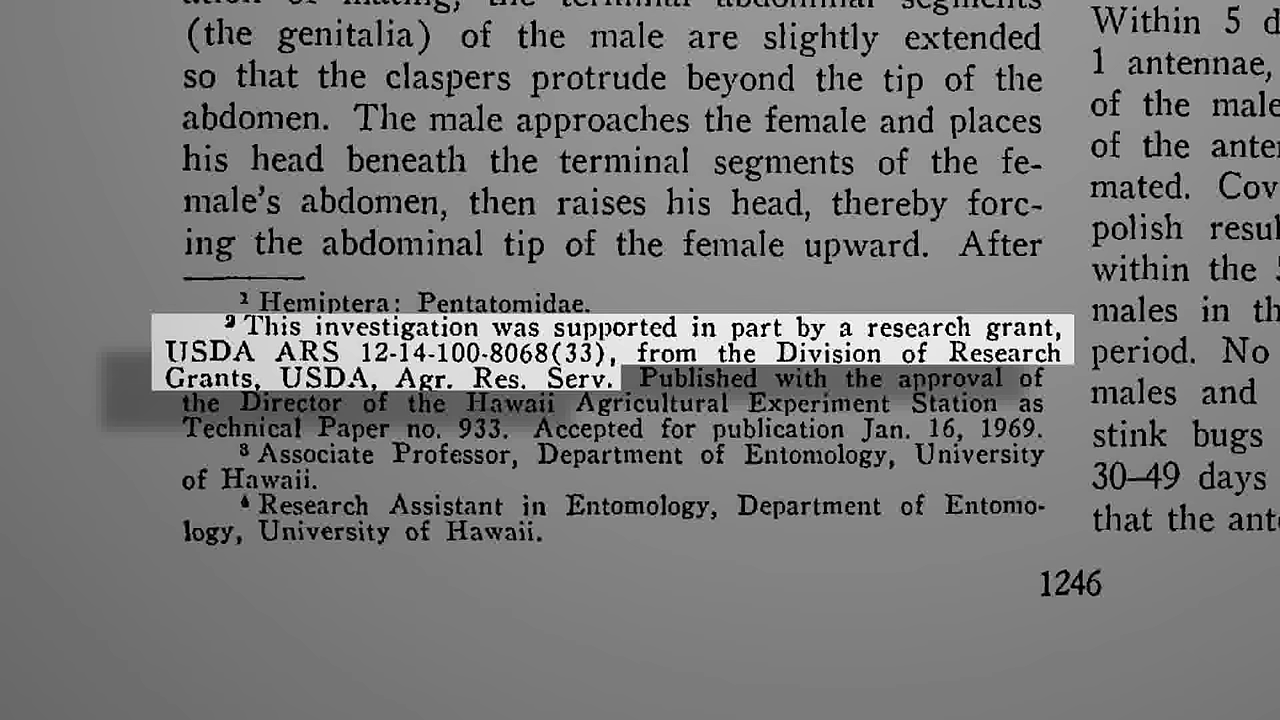 (the genitalia) of the male are slightly extended
so that the claspers protrude beyond the tip of the
abdomen. The male approaches the female and places
his head beneath the terminal segments of the fe-
male's abdomen, then raises his head, thereby forc-
ing the abdominal tip of the female upward. After
¹ Hemiptera: Pentatomidae.
² This investigation was supported in part by a research grant,
USDA ARS 12-14-100-8068(33), from the Division of Research
Grants, USDA, Agr. Res. Serv. Published with the approval of
the Director of the Hawaii Agricultural Experiment Station as
Technical Paper no. 933. Accepted for publication Jan. 16, 1969.
³ Associate Professor, Department of Entomology, University
of Hawaii.
⁴ Research Assistant in Entomology, Department of Entomo-
logy, University of Hawaii.
Within 5
1 antennae,
of the male
of the
mated.
polish
within the
males in
period. No
males and
stink bugs
30–49 days
that the
1246